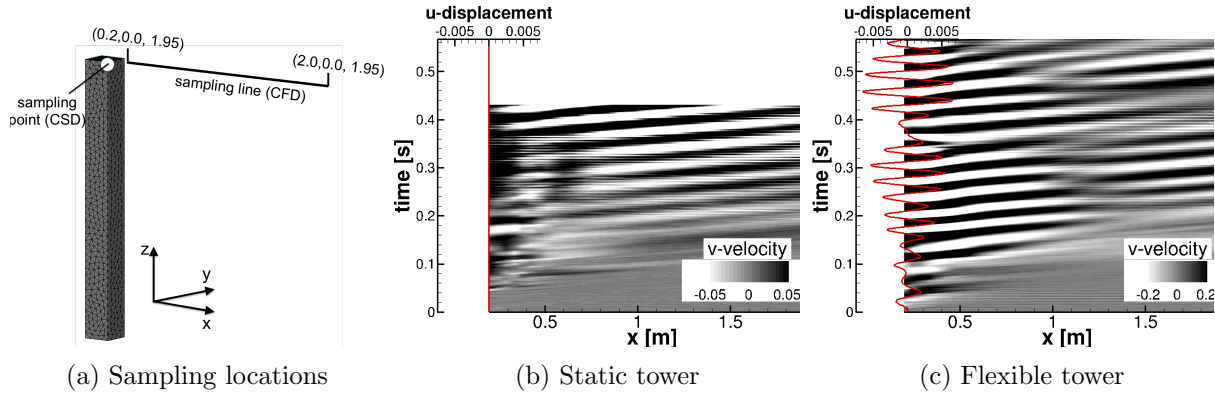 (0.2,0.0, 1.95)
(2.0,0.0, 1.95)
sampling line (CFD)
sampling
point (CSD)
z
y
x
(a) Sampling locations
u-displacement
-0.005 0 0.005
time [s]
0.5
0.4
0.3
0.2
0.1
0
v-velocity
-0.05 0.05
0.5 1 1.5
x [m]
(b) Static tower
u-displacement
-0.005 0 0.005
time [s]
0.5
0.4
0.3
0.2
0.1
0
v-velocity
-0.2 0.2
0.5 1 1.5
x [m]
(c) Flexible tower